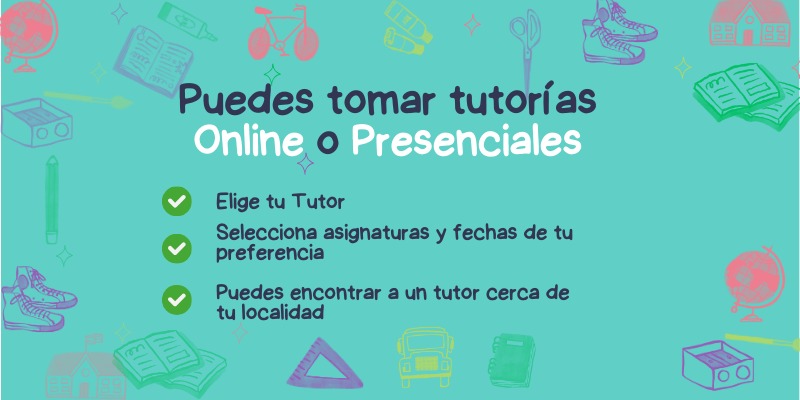 Puedes tomar tutorías
Online o Presenciales
Elige tu Tutor
Selecciona asignaturas y fechas de tu
preferencia
Puedes encontrar a un tutor cerca de
tu localidad